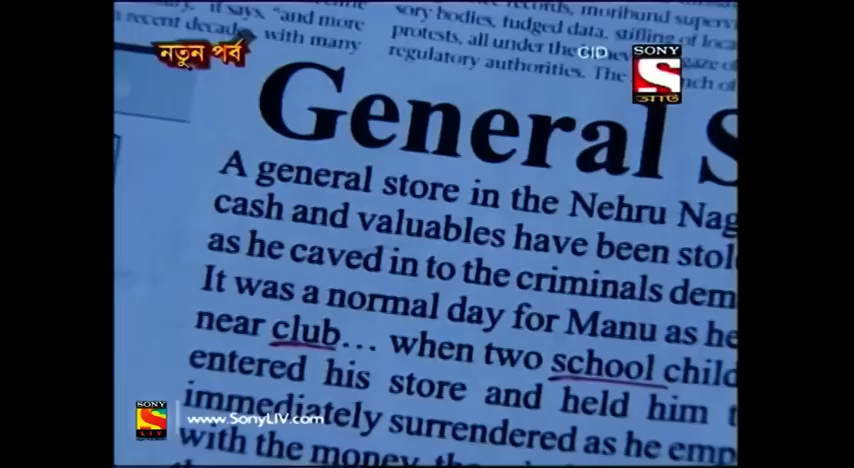 it says, "and more
recent decades
with many
sory bodies, fudged data, stifling of loca
protests, all under the
regulatory authorities. The
নতুন পর্ব
CID
SONY
S
আট
General S
A general store in the Nehru Nag
cash and valuables have been stol
as he caved in to the criminals dem
It was a normal day for Manu as he
near club... when two school child
entered his store and held him t
immediately surrendered as he emp
with the money,
SONY
S
LIV
www.SonyLIV.com